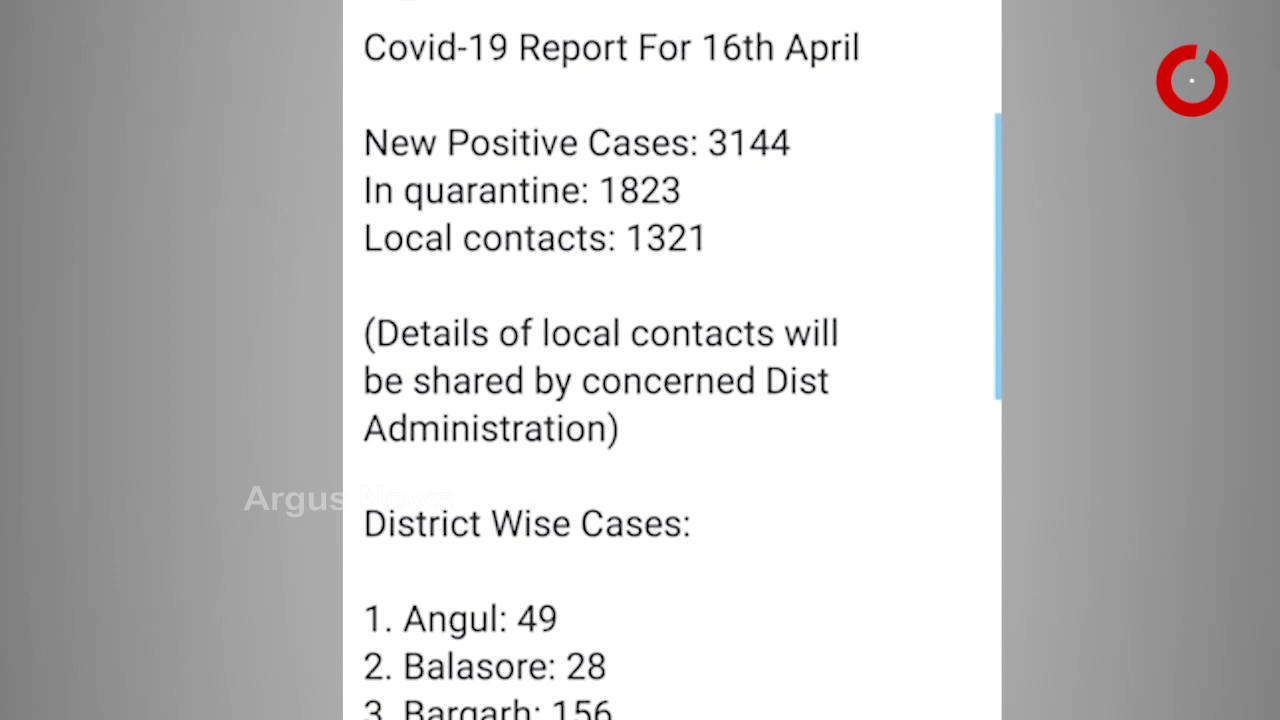 Covid-19 Report For 16th April
New Positive Cases: 3144
In quarantine: 1823
Local contacts: 1321
(Details of local contacts will
be shared by concerned Dist
Administration)
Argus News
District Wise Cases:
1. Angul: 49
2. Balasore: 28
3. Bargarh: 156